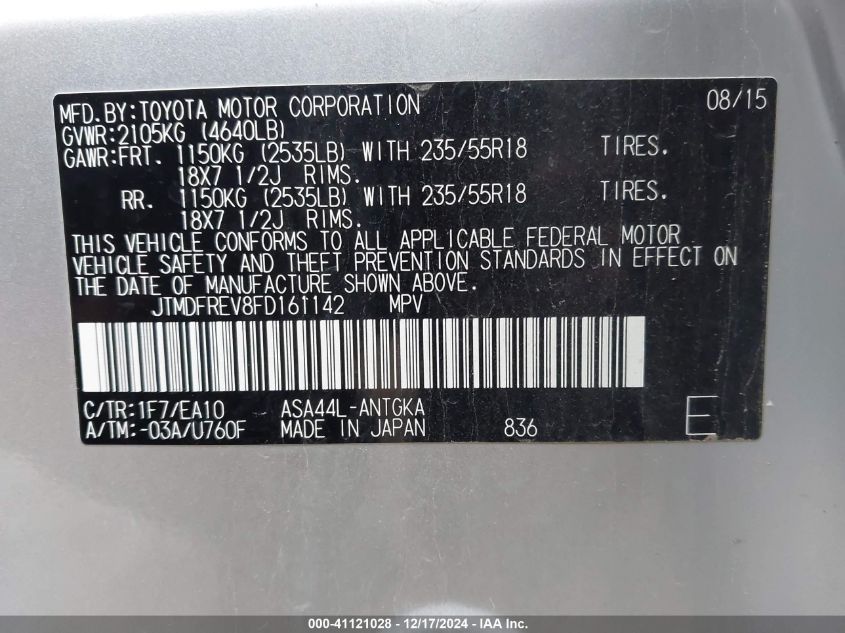 MFD.BY:TOYOTA MOTOR CORPORATION 08/15
GVWR:2105KG (4640LB)
GAWR:FRT. 1150KG (2535LB) WITH 235/55R18 TIRES.
18X7 1/2J RIMS.
RR. 1150KG (2535LB) WITH 235/55R18 TIRES.
18X7 1/2J RIMS.
THIS VEHICLE CONFORMS TO ALL APPLICABLE FEDERAL MOTOR
VEHICLE SAFETY AND THEFT PREVENTION STANDARDS IN EFFECT ON
THE DATE OF MANUFACTURE SHOWN ABOVE.
JTMDFREV8FD161142 MPV
C/TR:1F7/EA10 ASA44L-ANTGKA
A/TM:-03A/U760F MADE IN JAPAN 836 E
000-41121028 - 12/17/2024 - IAA Inc.